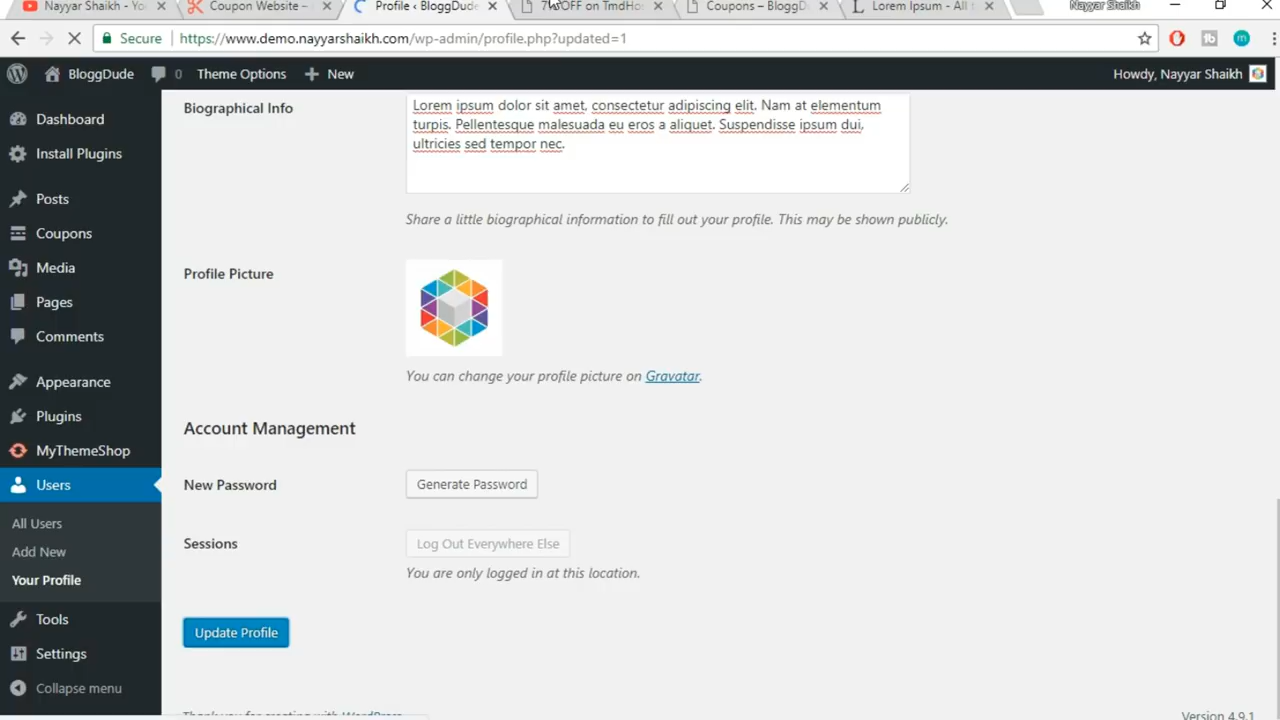 Nayyar Shaikh - Yo
Coupon Website –
Profile ‹ BloggDude
OFF on TmdHo
Coupons – BloggD
Lorem Ipsum - All t
Nayyar Shaikh
Secure
https://www.demo.nayyarshaikh.com/wp-admin/profile.php?updated=1
BloggDude
0
Theme Options
New
Howdy, Nayyar Shaikh
Dashboard
Install Plugins
Posts
Coupons
Media
Pages
Comments
Appearance
Plugins
MyThemeShop
Users
All Users
Add New
Your Profile
Tools
Settings
Collapse menu
Biographical Info
Lorem ipsum dolor sit amet, consectetur adipiscing elit. Nam at elementum
turpis. Pellentesque malesuada eu eros a aliquet. Suspendisse ipsum dui,
ultricies sed tempor nec.
Share a little biographical information to fill out your profile. This may be shown publicly.
Profile Picture
You can change your profile picture on Gravatar.
Account Management
New Password
Generate Password
Sessions
Log Out Everywhere Else
You are only logged in at this location.
Update Profile
Thank you for creating with WordPress
Version 4.9.1